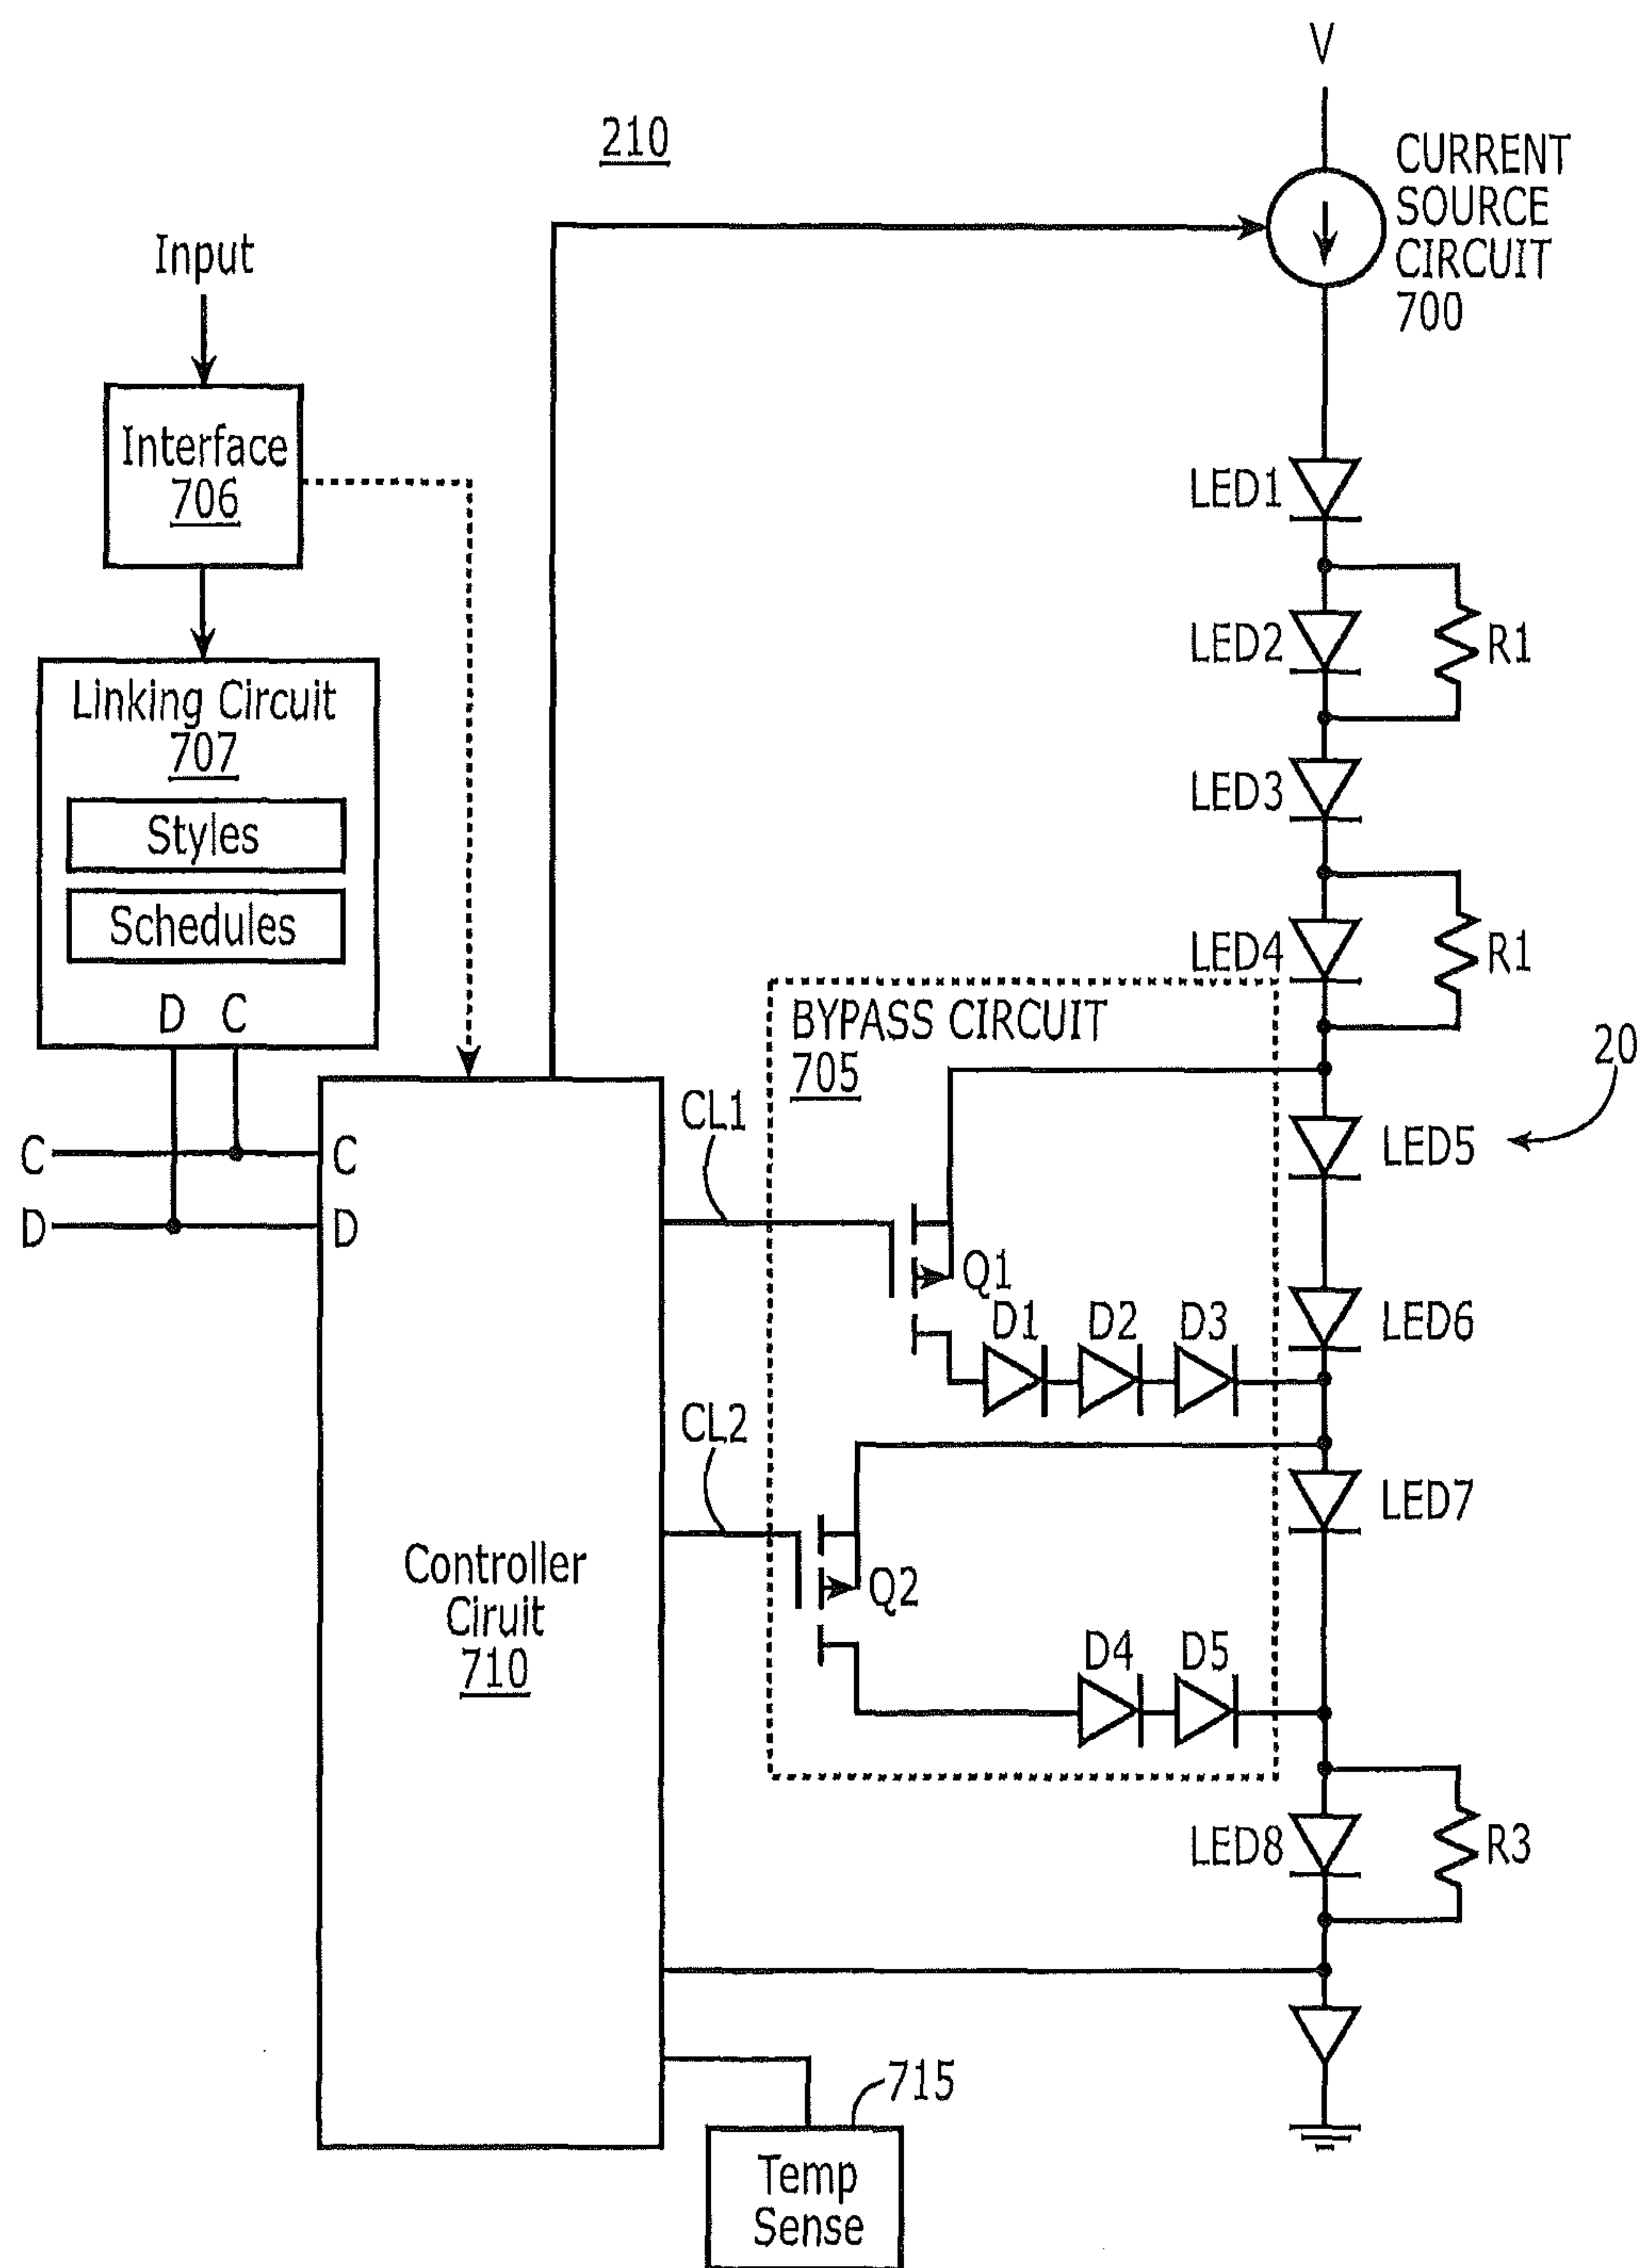 V
210
CURRENT
SOURCE
CIRCUIT
700
Input
Interface
706
Linking Circuit
707
Styles
Schedules
D C
LED1
LED2
R1
LED3
LED4
R1
BYPASS CIRCUIT
705
20
CL1
LED5
C
C
D
D
Q1
D1
D2
D3
LED6
CL2
LED7
Controller
Ciruit
710
Q2
D4
D5
LED8
R3
715
Temp
Sense